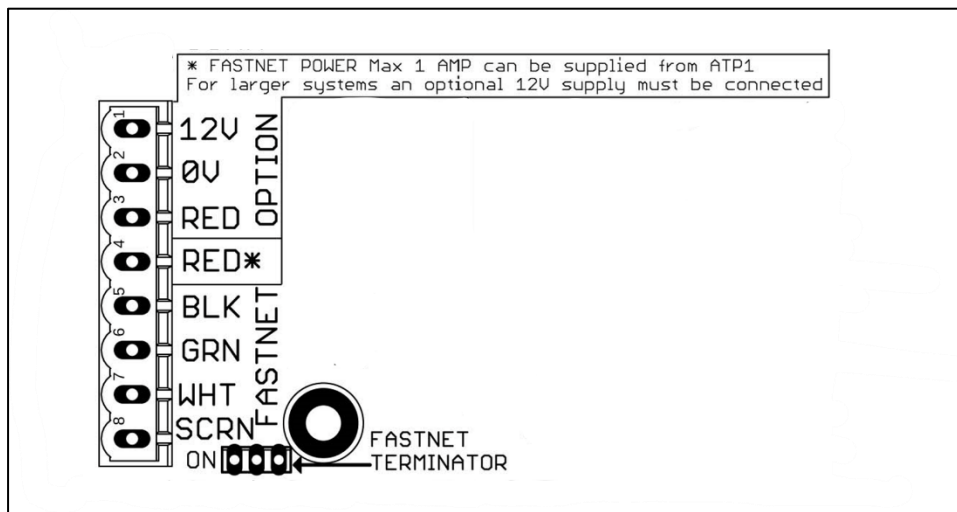 * FASTNET POWER Max 1 AMP can be supplied from ATP1
For larger systems an optional 12V supply must be connected
1 12V
2 0V
3 RED
OPTION
4 RED*
5 BLK
6 GRN
7 WHT
8 SCRN
FASTNET
ON
FASTNET
TERMINATOR